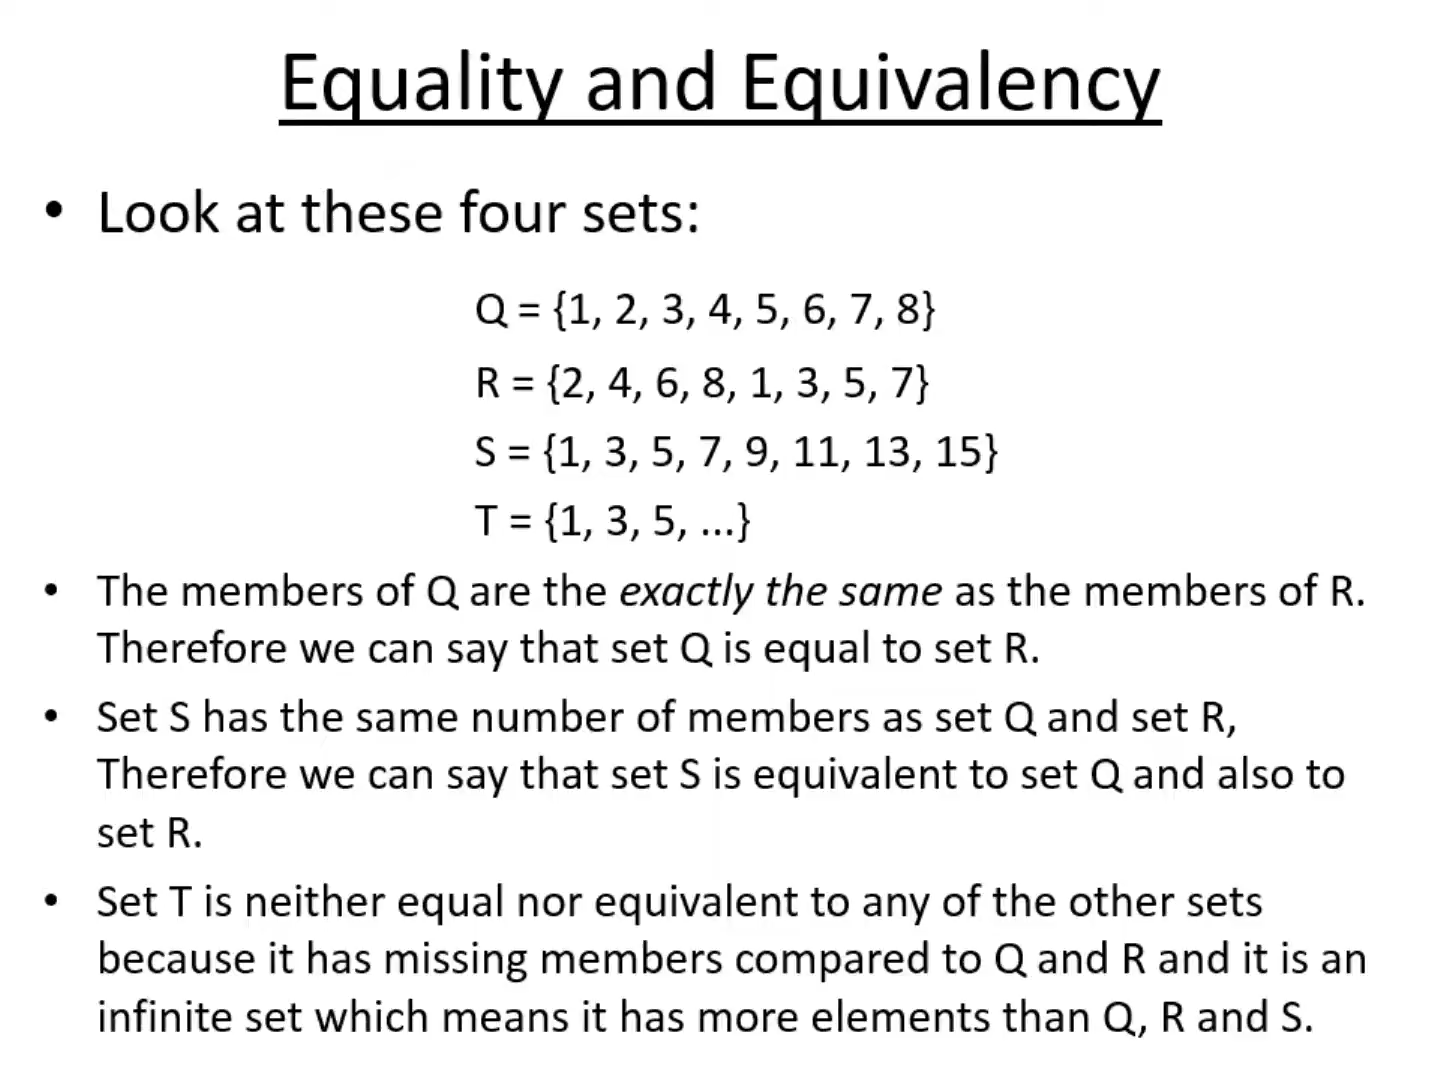 Equality and Equivalency
• Look at these four sets:
Q = {1, 2, 3, 4, 5, 6, 7, 8}
R = {2, 4, 6, 8, 1, 3, 5, 7}
S = {1, 3, 5, 7, 9, 11, 13, 15}
T = {1, 3, 5, ...}
• The members of Q are the exactly the same as the members of R.
Therefore we can say that set Q is equal to set R.
• Set S has the same number of members as set Q and set R,
Therefore we can say that set S is equivalent to set Q and also to
set R.
• Set T is neither equal nor equivalent to any of the other sets
because it has missing members compared to Q and R and it is an
infinite set which means it has more elements than Q, R and S.